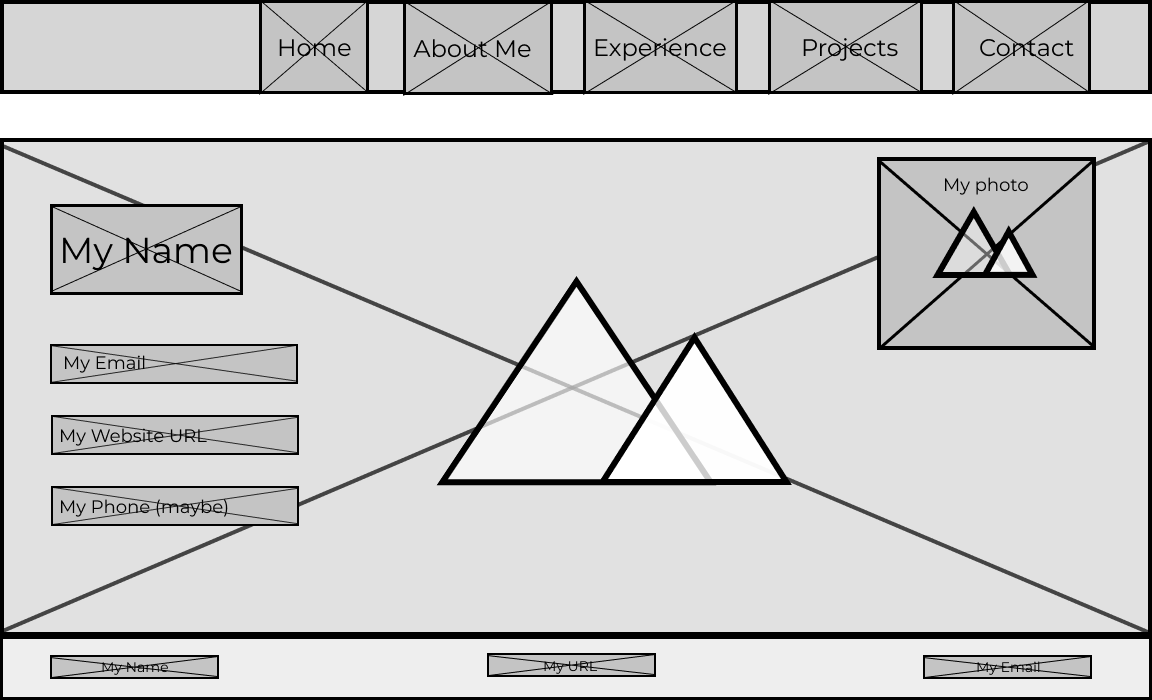 Home
About Me
Experience
Projects
Contact
My photo
My Name
My Email
My Website URL
My Phone (maybe)
My Name
My URL
My Email